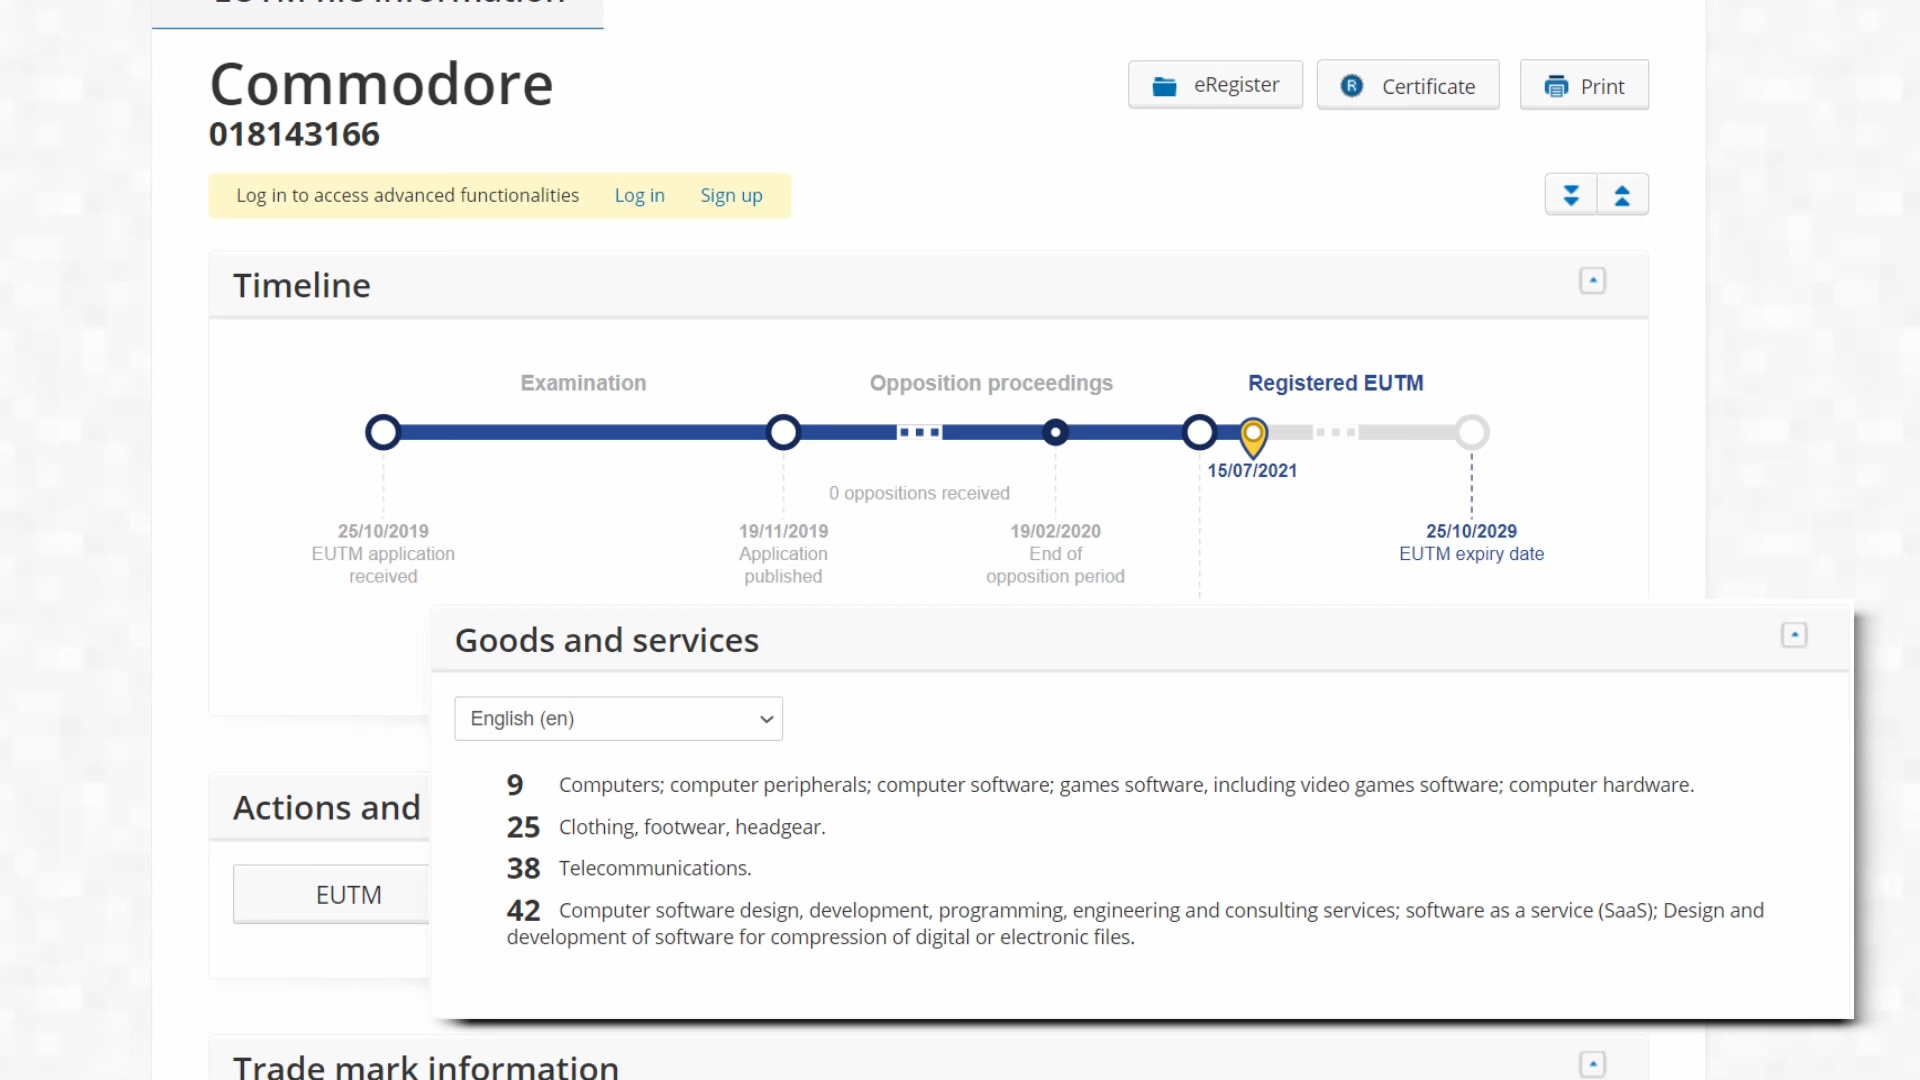 EUTM file information
Commodore
018143166
eRegister
R Certificate
Print
Log in to access advanced functionalities Log in Sign up
Timeline
Examination
Opposition proceedings
Registered EUTM
15/07/2021
0 oppositions received
25/10/2019
EUTM application
received
19/11/2019
Application
published
19/02/2020
End of
opposition period
25/10/2029
EUTM expiry date
Goods and services
English (en)
9 Computers; computer peripherals; computer software; games software, including video games software; computer hardware.
25 Clothing, footwear, headgear.
38 Telecommunications.
42 Computer software design, development, programming, engineering and consulting services; software as a service (SaaS); Design and
development of software for compression of digital or electronic files.
Actions and
EUTM
Trade mark information